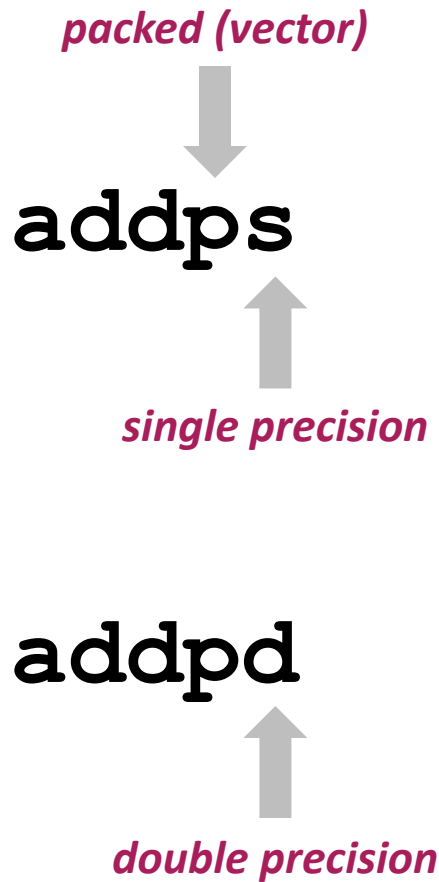 packed (vector)
addps
single precision
addpd
double precision